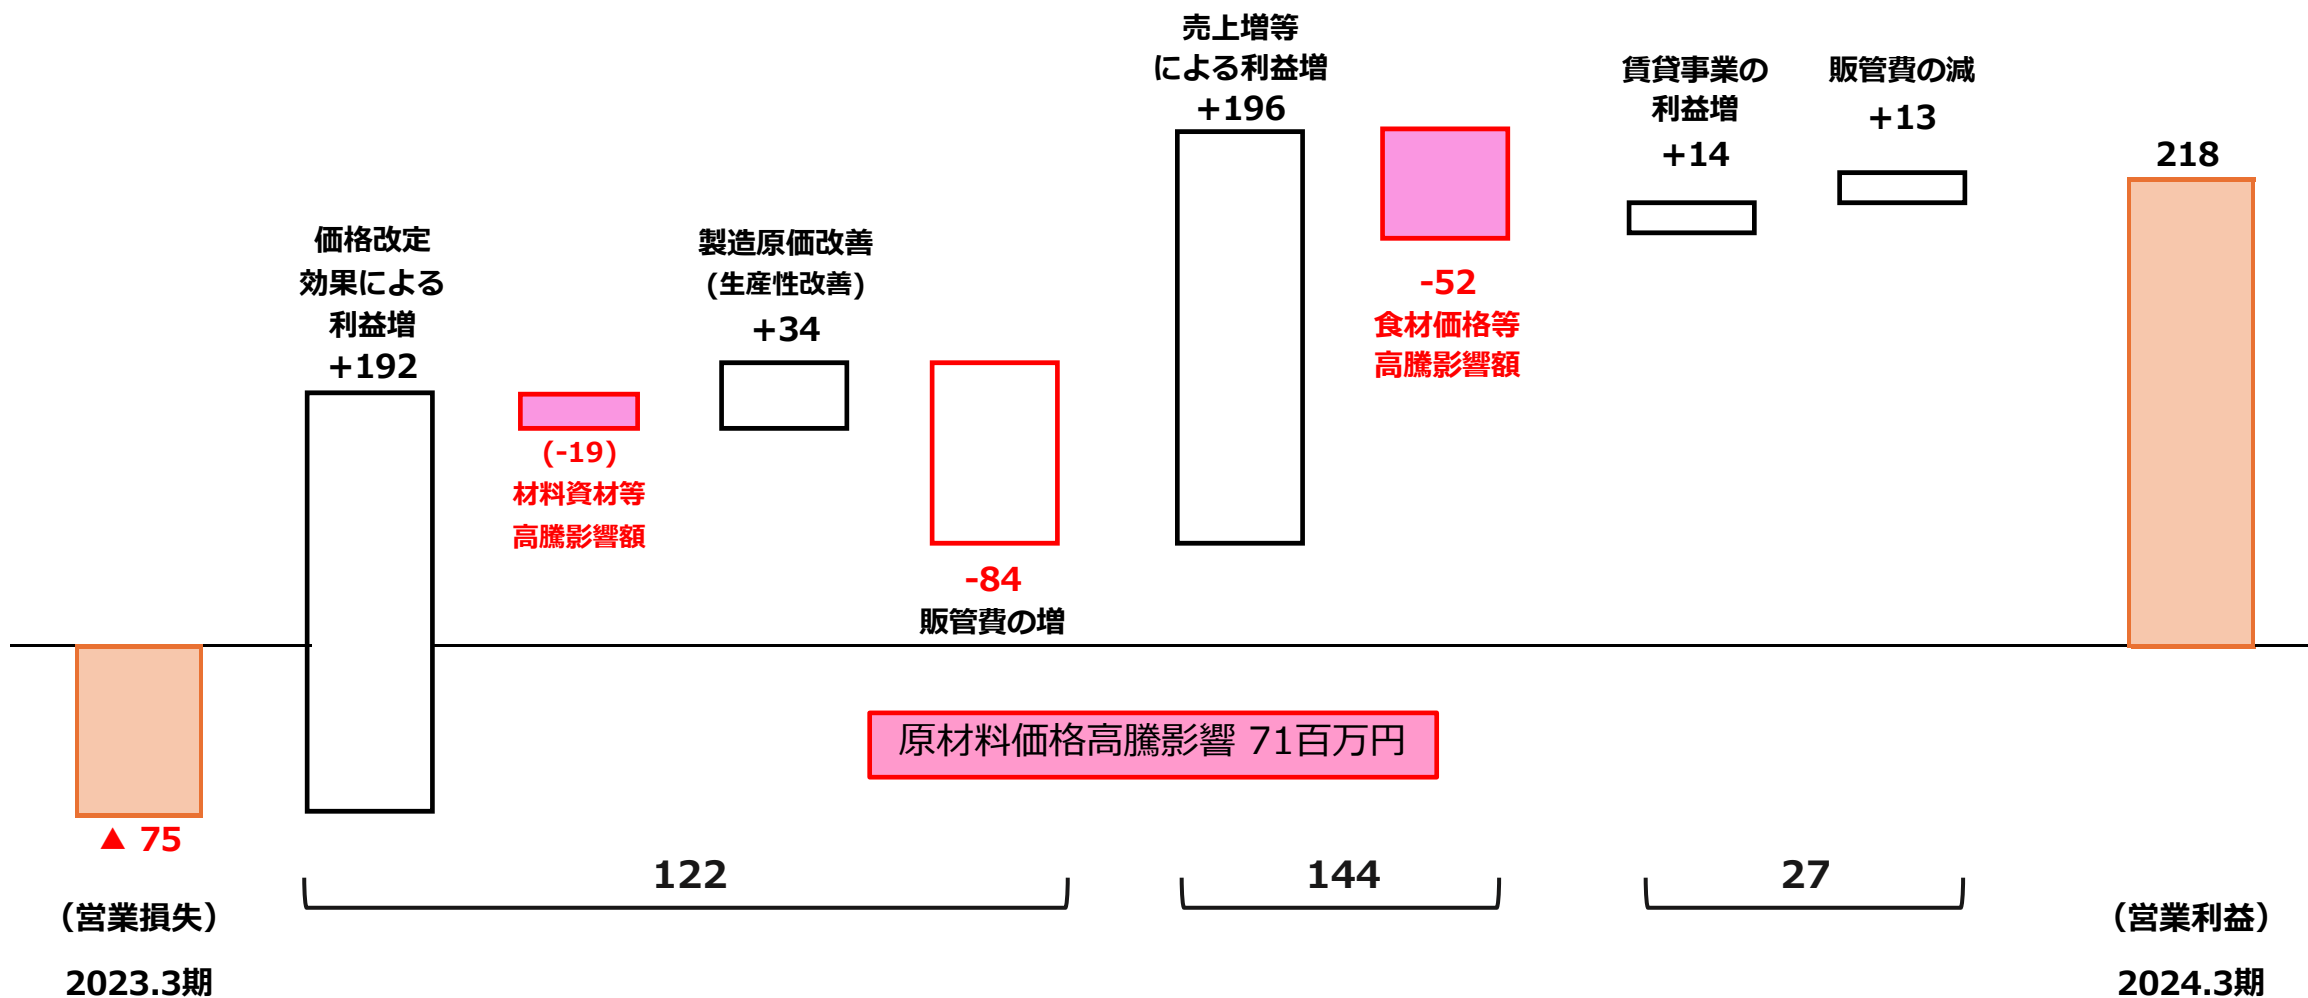 価格改定
効果による
利益増
+192
(-19)
材料資材等
高騰影響額
製造原価改善
(生産性改善)
+34
-84
販管費の増
売上増等
による利益増
+196
-52
食材価格等
高騰影響額
賃貸事業の
利益増
+14
販管費の減
+13
218
原材料価格高騰影響 71百万円
▲ 75
122
144
27
（営業損失）
2023.3期
（営業利益）
2024.3期